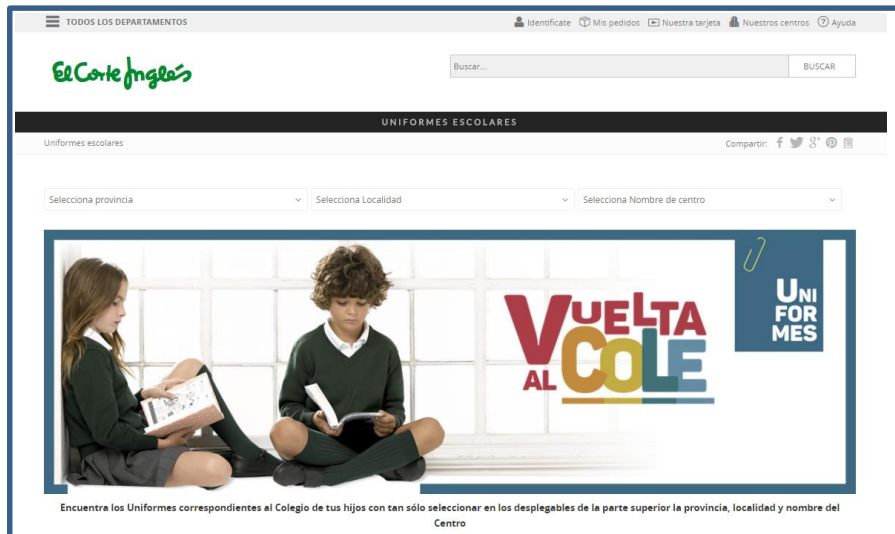 TODOS LOS DEPARTAMENTOS
Identificate Mis pedidos Nuestra tarjeta Nuestros centros ? Ayuda
El Corte Inglés
Buscar... BUSCAR
UNIFORMES ESCOLARES
Uniformes escolares
Compartir:
Selecciona provincia Selecciona Localidad Selecciona Nombre de centro
VUELTA
AL COLE
UNI
FOR
MES
Encuentra los Uniformes correspondientes al Colegio de tus hijos con tan sólo seleccionar en los desplegables de la parte superior la provincia, localidad y nombre del
Centro